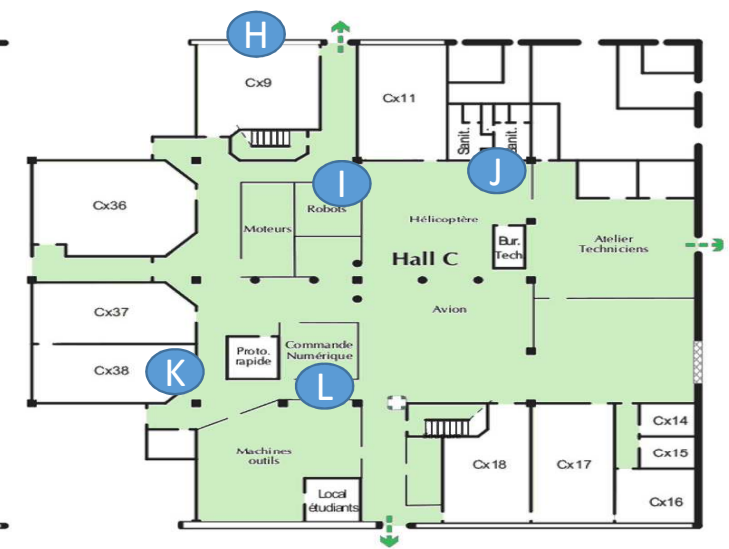 H
Cx9
Cx11
Sanit.
Sanit.
J
I
Cx36
Robots
Moteurs
Hélicoptère
Bur.
Tech
Atelier
Techniciens
Hall C
Cx37
Avion
Proto.
rapide
Commande
Numérique
Cx38
K
L
Cx14
Machines
outils
Cx18
Cx17
Cx15
Local
étudiants
Cx16